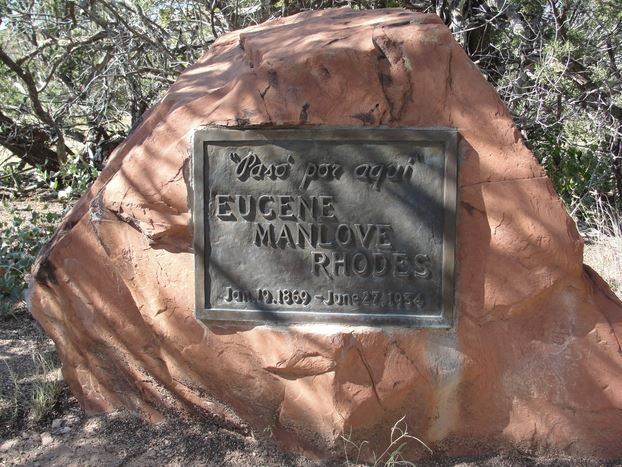 "Paso por aqui"
EUGENE
MANLOVE
RHODES
Jan.19.1869 - June 27, 1934